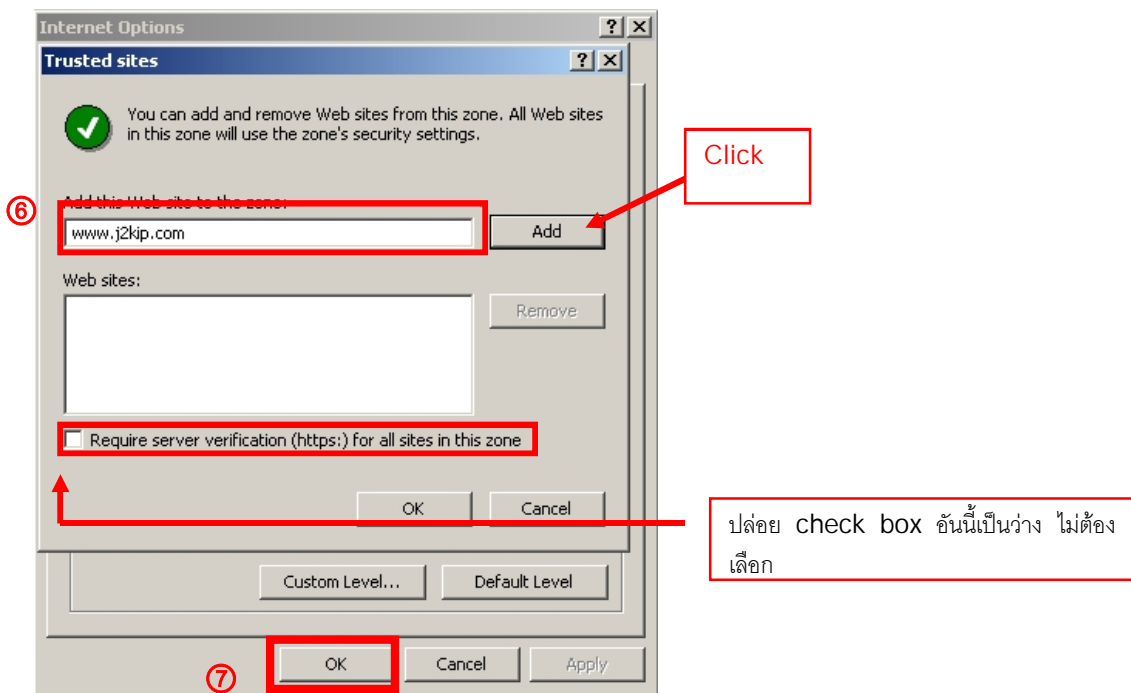 Internet Options
Trusted sites
You can add and remove Web sites from this zone. All Web sites
in this zone will use the zone's security settings.
Click
⑥
Add this Web site to the zone:
www.j2kip.com
Add
Web sites:
Remove
Require server verification (https:) for all sites in this zone
OK
Cancel
ปล่อย check box อันนี้เป็นว่าง ไม่ต้อง
เลือก
Custom Level...
Default Level
⑦
OK
Cancel
Apply